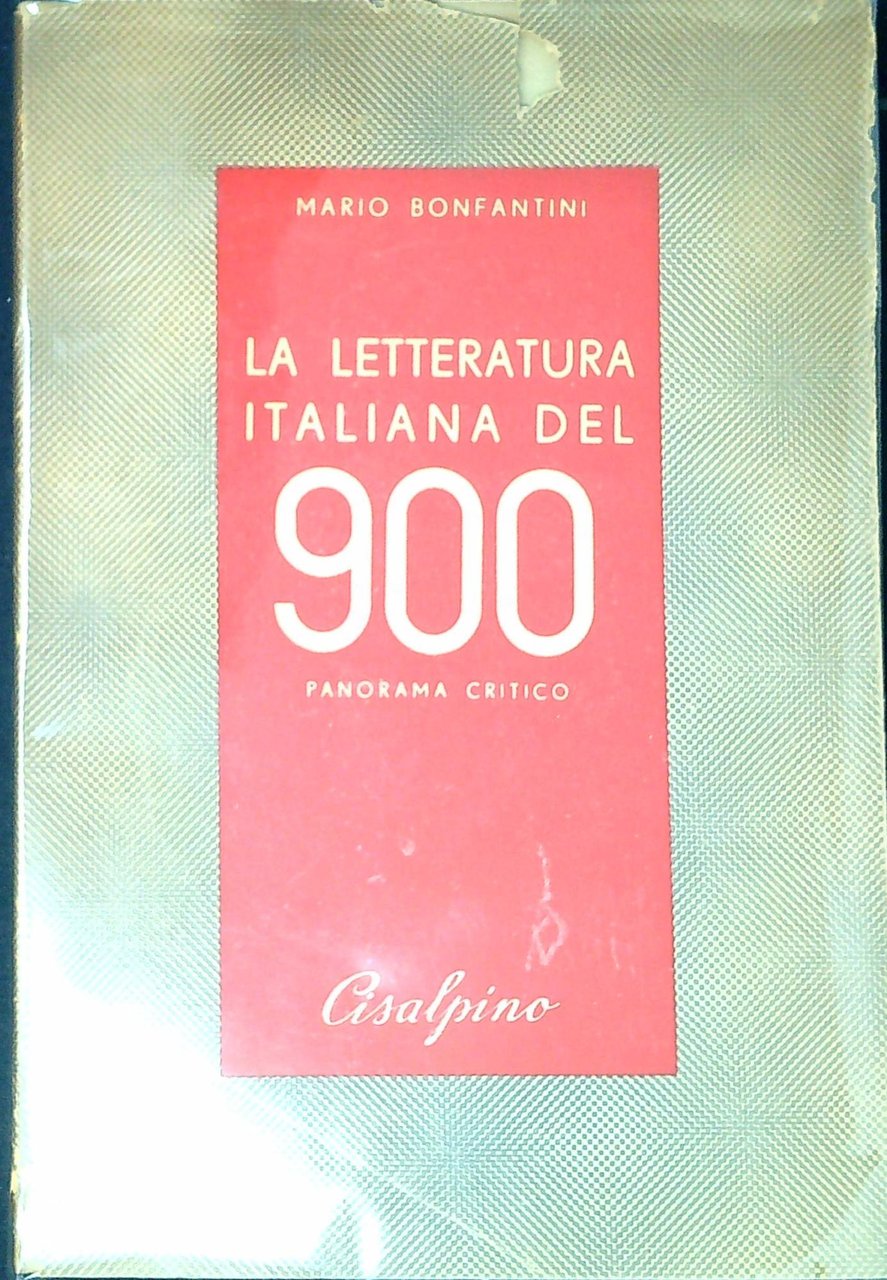 MARIO BONFANTINI
LA LETTERATURA
ITALIANA DEL
900
PANORAMA CRITICO
Cisalpino